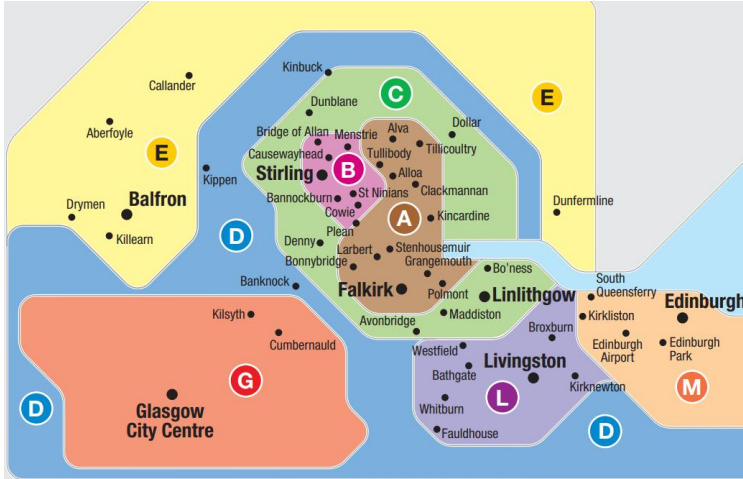 Kinbuck
Callander
C
E
Dunblane
Aberfoyle
Bridge of Allan
Menstrie
Alva
Dollar
Tillicoultry
E
Causewayhead
Tullibody
B
Kippen
Stirling
Alloa
Clackmannan
St Ninians
Bannockburn
Drymen
Balfron
Cowie
A
Kincardine
Dunfermline
Plean
Killearn
D
Denny
Larbert
Stenhousemuir
Bonnybridge
Grangemouth
Bo'ness
Banknock
Falkirk
Polmont
Linlithgow
South
Queensferry
Edinburgh
Kilsyth
Maddiston
Kirkliston
Avonbridge
Broxburn
Cumbernauld
Edinburgh
Airport
Edinburgh
Park
Westfield
Livingston
Bathgate
G
Kirknewton
M
D
L
Glasgow
City Centre
Whitburn
Fauldhouse
D